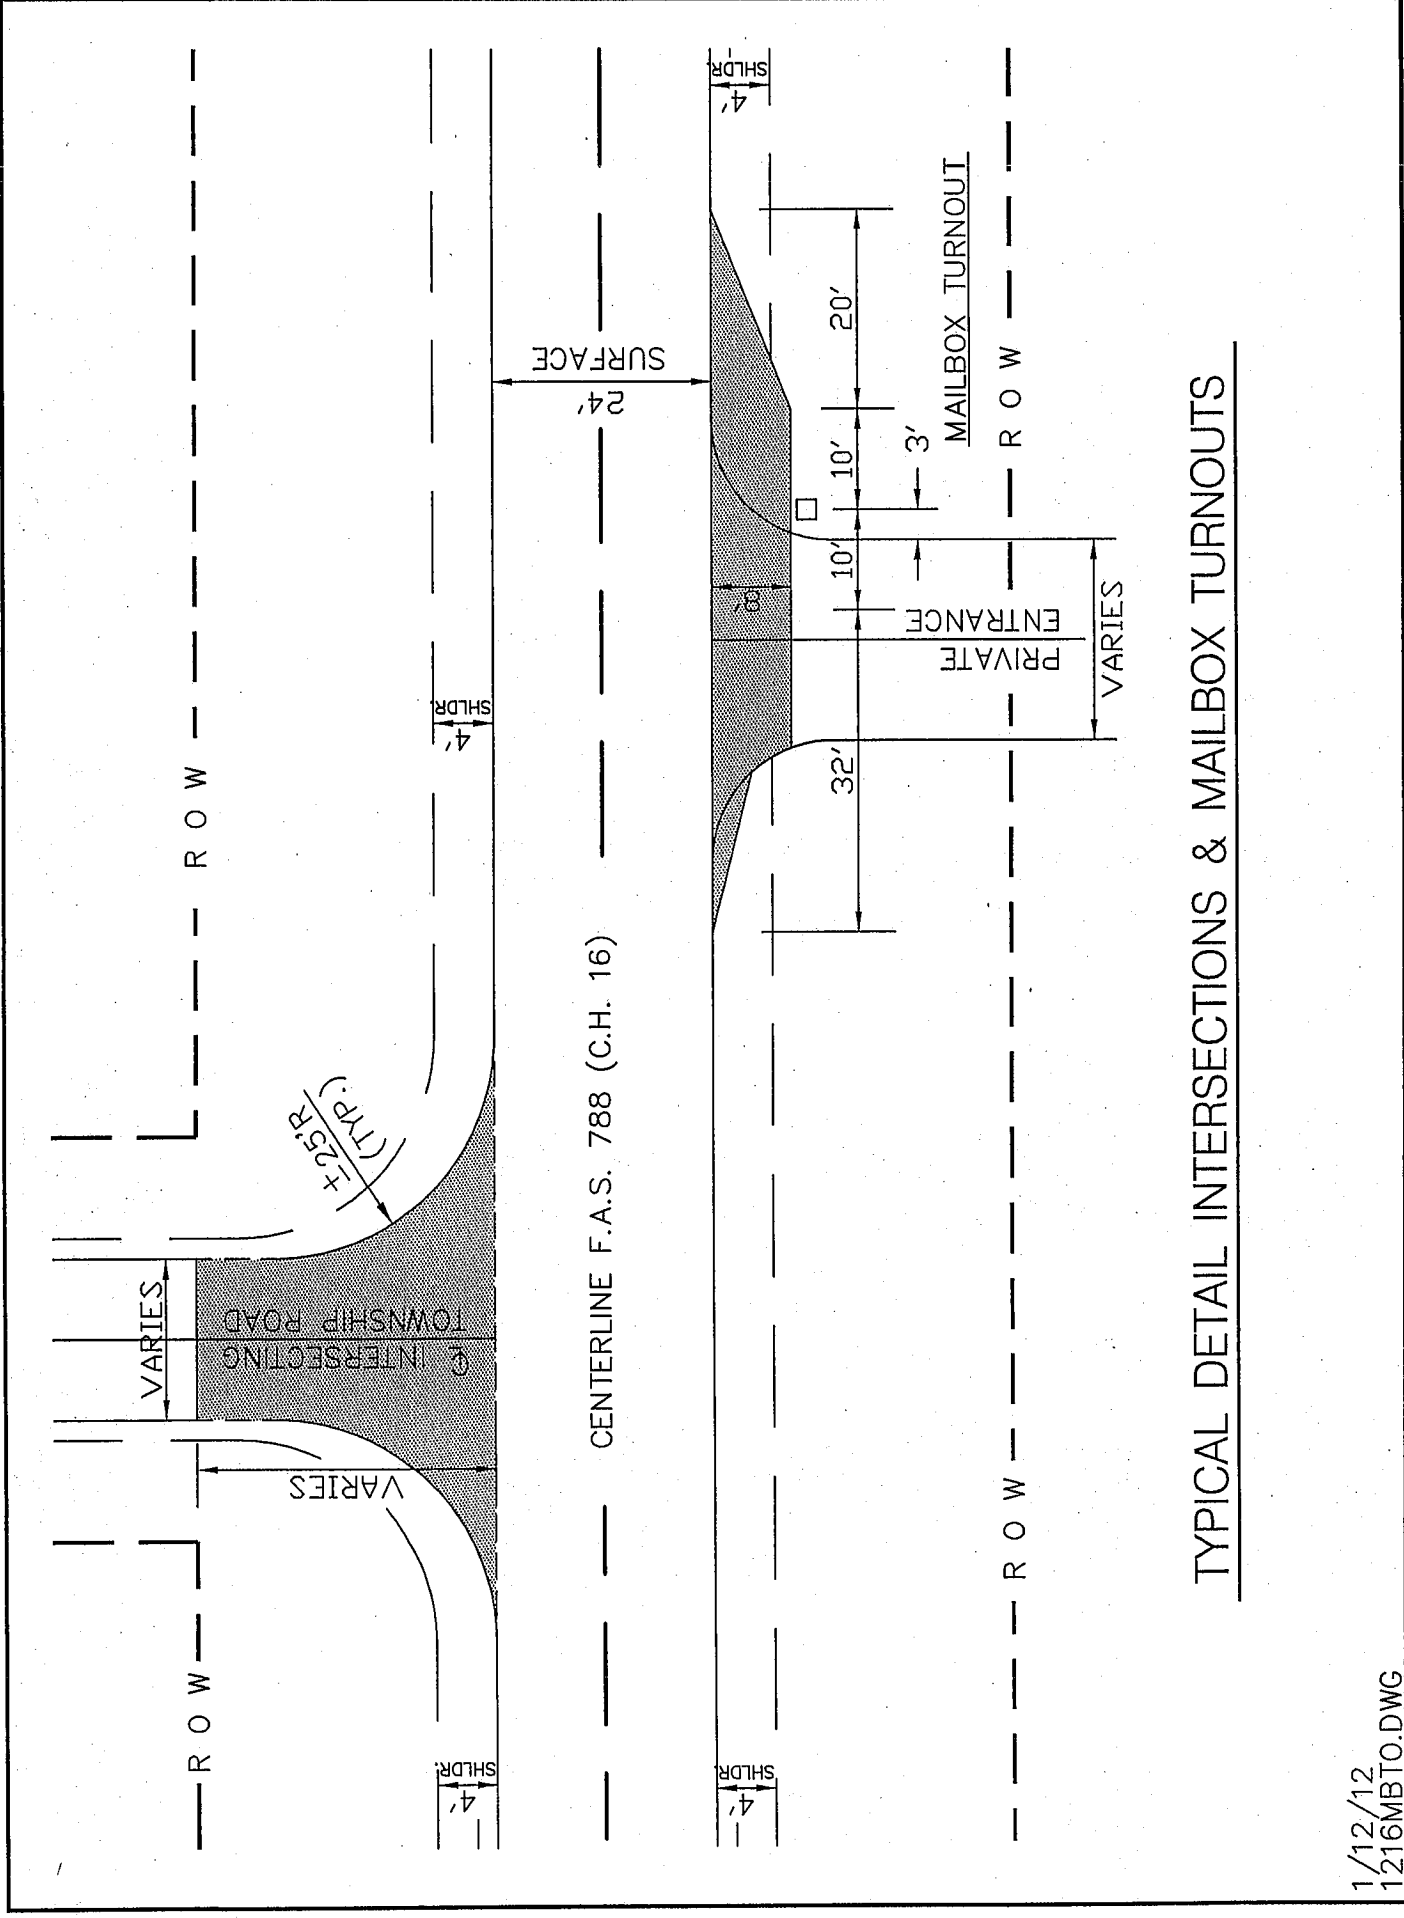 VARIES
℄ INTERSECTING
TOWNSHIP ROAD
VARIES
±25'R
(TYP.)
R O W
R O W
4'
SHLDR.
4'
SHLDR.
24'
SURFACE
CENTERLINE F.A.S. 788 (C.H. 16)
4'
SHLDR.
4'
SHLDR.
8'
32'
10'
10'
20'
3'
PRIVATE
ENTRANCE
VARIES
MAILBOX TURNOUT
R O W
R O W
TYPICAL DETAIL INTERSECTIONS & MAILBOX TURNOUTS
1/12/12
1216MBTO.DWG